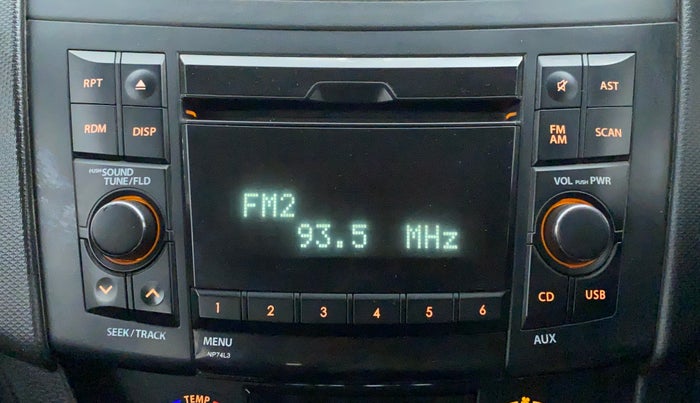 RPT
AST
RDM
DISP
FM
AM
SCAN
PUSH SOUND
TUNE/FLD
VOL PUSH PWR
FM2
93.5 MHz
CD
USB
1 2 3 4 5 6
SEEK/TRACK
MENU
AUX
NP74L3
TEMP